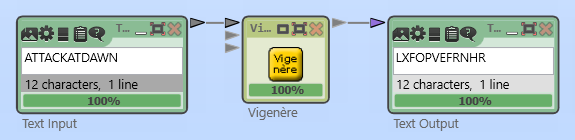 T...
Vi...
T...
ATTACKATDAWN
Vige
nère
LXFOPVEFRNHR
12 characters, 1 line
12 characters, 1 line
100%
100%
100%
Text Input
Vigenère
Text Output